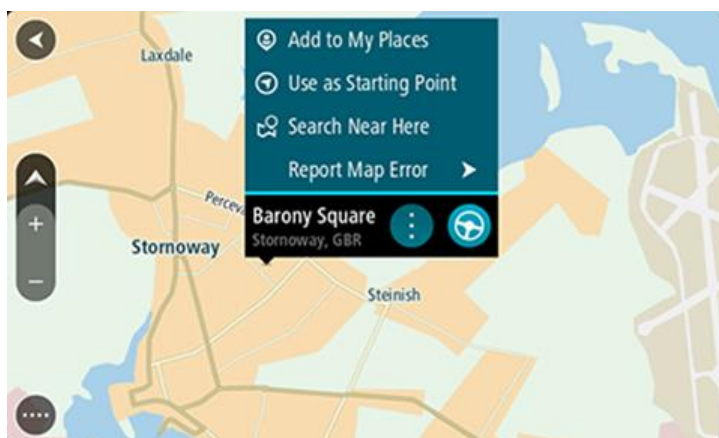 Laxdale
Add to My Places
Use as Starting Point
Search Near Here
Report Map Error
Barony Square
Stornoway, GBR
Stornoway
Steinish